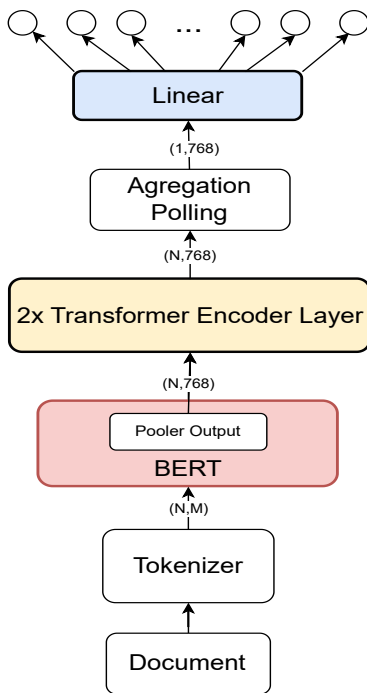 ...
Linear
(1,768)
Agregation
Polling
(N,768)
2x Transformer Encoder Layer
(N,768)
Pooler Output
BERT
(N,M)
Tokenizer
Document